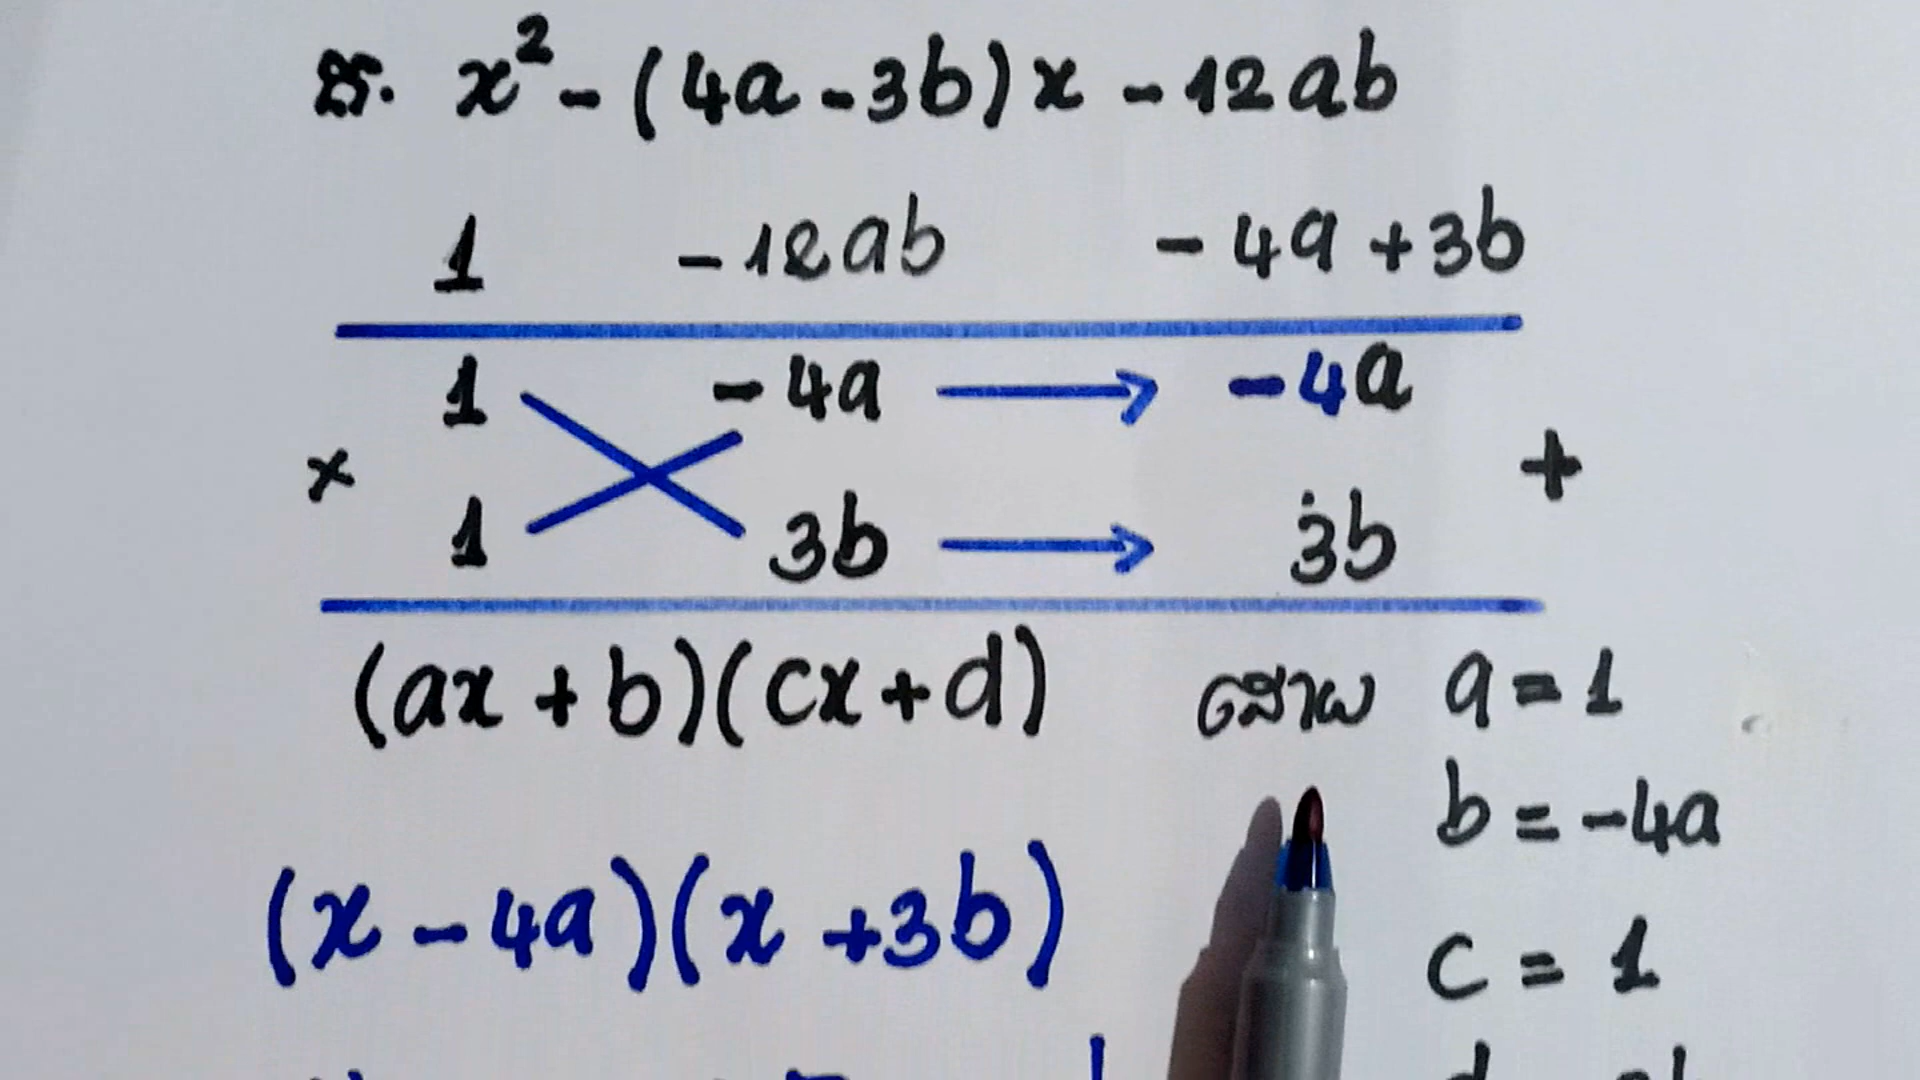 x² - (4a - 3b)x - 12ab
1 -12ab -4a + 3b
1 -4a → -4a
× +
1 3b → 3b
(ax + b)(cx + d) a = 1
b = -4a
(x - 4a)(x + 3b)
c = 1